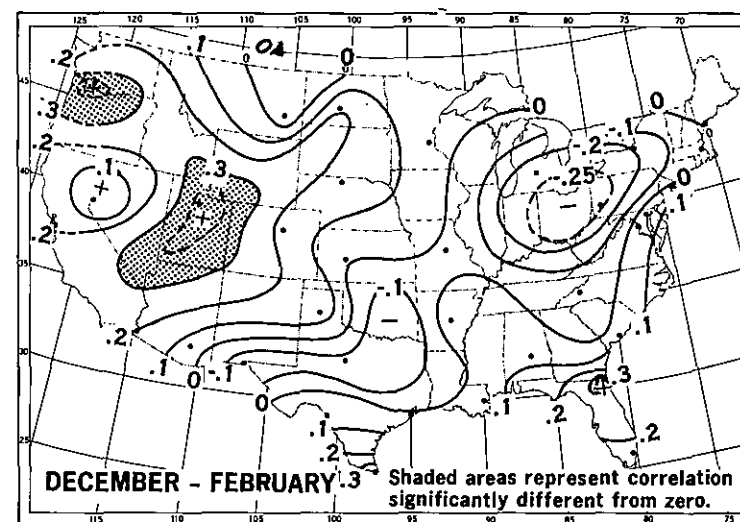 125 120 115 110 105 100 95 90 85 80 75 70
.2 .1 0 0 0
45
.3
.2 .1 .3
40
.2
35
.2
30
.1 0 -.1
0
25
0 0
-.2 -.1
-.25
0
.1
-.1
.1
.3
.1 .2
.2
.1
.2
.3
DECEMBER - FEBRUARY
Shaded areas represent correlation
significantly different from zero.
115 110 105 100 95 90 85 80 75